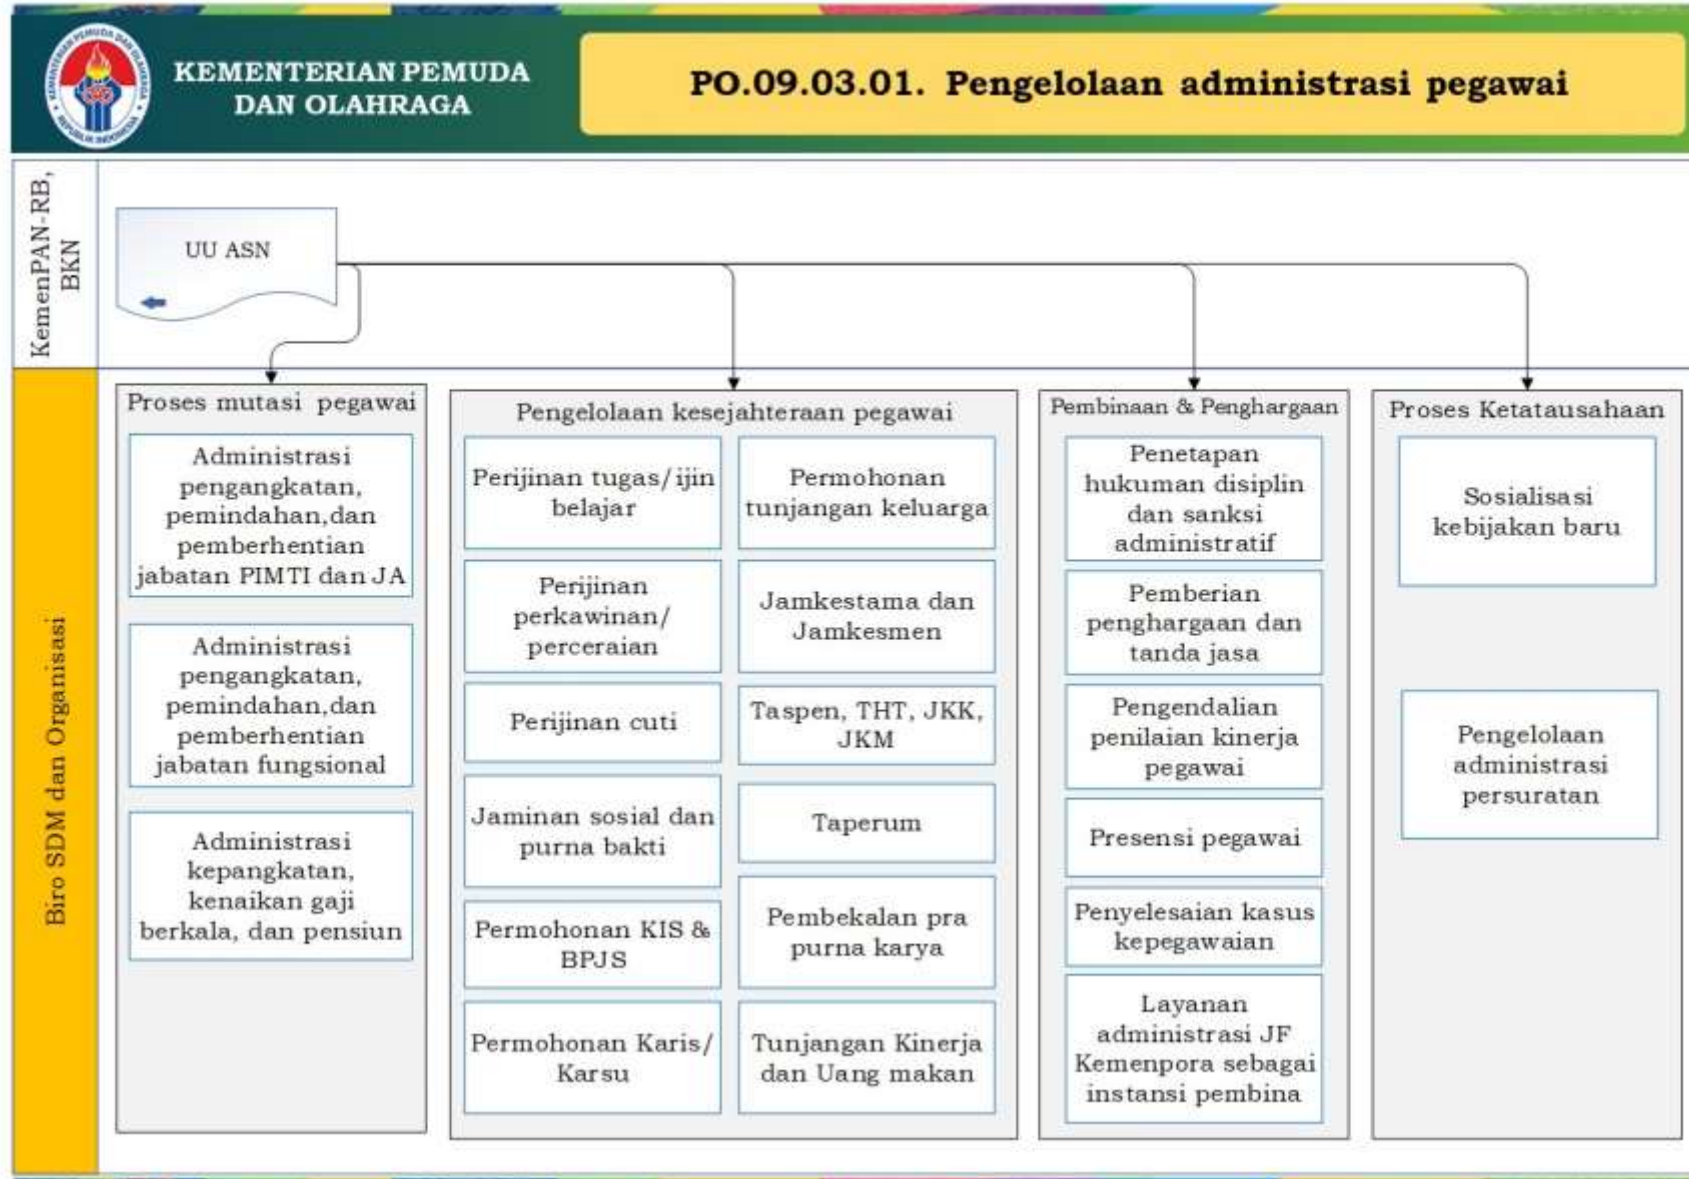 KEMENTERIAN PEMUDA DAN OLAHRAGA
REPUBLIK INDONESIA
KEMENTERIAN PEMUDA
DAN OLAHRAGA
PO.09.03.01. Pengelolaan administrasi pegawai
KemenPAN-RB,
BKN
UU ASN
Biro SDM dan Organisasi
Proses mutasi pegawai
Administrasi
pengangkatan,
pemindahan,dan
pemberhentian
jabatan PIMTI dan JA
Administrasi
pengangkatan,
pemindahan,dan
pemberhentian
jabatan fungsional
Administrasi
kepangkatan,
kenaikan gaji
berkala, dan pensiun
Pengelolaan kesejahteraan pegawai
Perijinan tugas/ijin
belajar
Perijinan
perkawinan/
perceraian
Perijinan cuti
Jaminan sosial dan
purna bakti
Permohonan KIS &
BPJS
Permohonan Karis/
Karsu
Permohonan
tunjangan keluarga
Jamkestama dan
Jamkesmen
Taspen, THT, JKK,
JKM
Taperum
Pembekalan pra
purna karya
Tunjangan Kinerja
dan Uang makan
Pembinaan & Penghargaan
Penetapan
hukuman disiplin
dan sanksi
administratif
Pemberian
penghargaan dan
tanda jasa
Pengendalian
penilaian kinerja
pegawai
Presensi pegawai
Penyelesaian kasus
kepegawaian
Layanan
administrasi JF
Kemenpora sebagai
instansi pembina
Proses Ketatausahaan
Sosialisasi
kebijakan baru
Pengelolaan
administrasi
persuratan